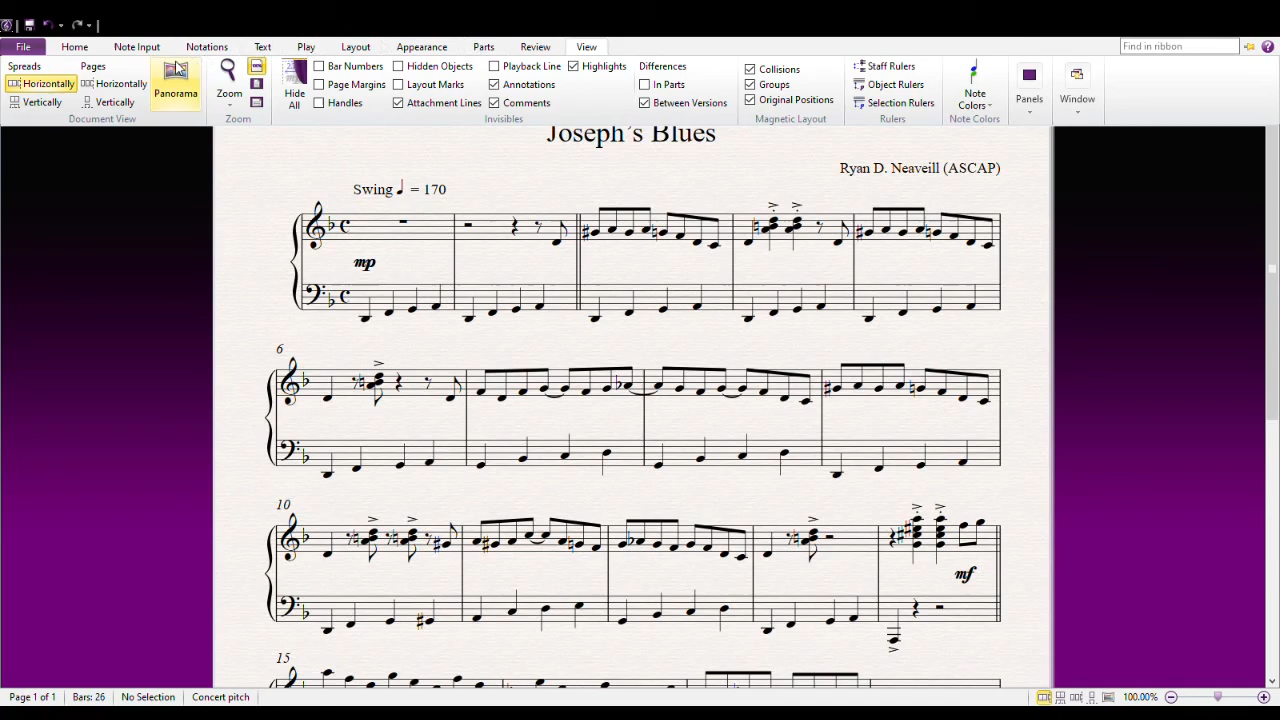 File Home Note Input Notations Text Play Layout Appearance Parts Review View Find in ribbon
Spreads Pages
Horizontally Horizontally
Vertically Vertically
Panorama
Document View
Zoom
100%
Zoom
Hide All
Bar Numbers Hidden Objects Playback Line Highlights
Page Margins Layout Marks Annotations
Handles Attachment Lines Comments
Invisibles
Differences
In Parts
Between Versions
Collisions
Groups
Original Positions
Magnetic Layout
Staff Rulers
Object Rulers
Selection Rulers
Rulers
Note Colors
Note Colors
Panels
Window
Joseph's Blues
Ryan D. Neaveill (ASCAP)
Swing ♩ = 170
mp
6
10
mf
15
Page 1 of 1 Bars: 26 No Selection Concert pitch 100.00%